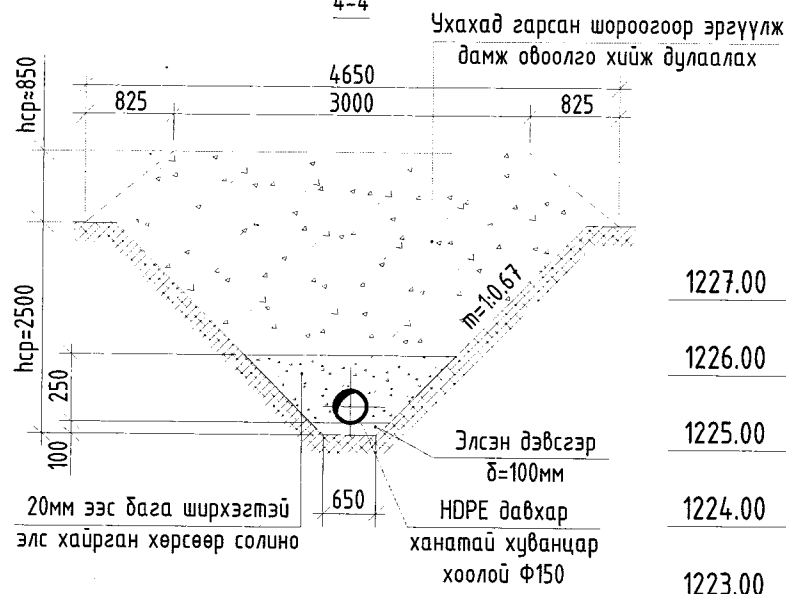 4-4
Ухахад гарсан шороогоор эргүүлж
дамж овоолго хийж дулаалах
hср≈850
4650
825
3000
825
hср=2500
m=1:0,67
250
100
650
Элсэн дэвсгэр
δ=100мм
20мм ээс бага ширхэгтэй
элс хайрган хөрсөөр солино
HDPE давхар
ханатай хуванцар
хоолой Ф150
1227.00
1226.00
1225.00
1224.00
1223.00